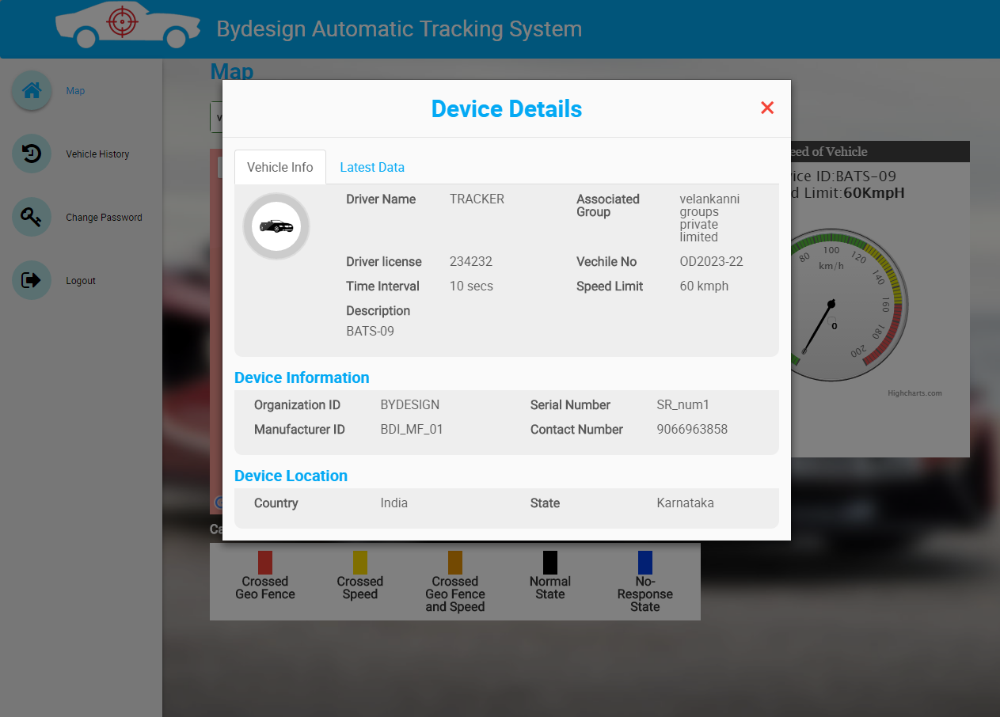 Bydesign Automatic Tracking System
Map
Map
Vehicle History
Change Password
Logout
Device Details
Vehicle Info
Latest Data
Driver Name
TRACKER
Associated
Group
velankanni
groups
private
limited
Driver license
234232
Vechile No
OD2023-22
Time Interval
10 secs
Speed Limit
60 kmph
Description
BATS-09
Device Information
Organization ID
BYDESIGN
Serial Number
SR_num1
Manufacturer ID
BDI_MF_01
Contact Number
9066963858
Device Location
Country
India
State
Karnataka
of Vehicle
ID:BATS-09
Limit:60KmpH
80
100
120
140
160
180
200
km/h
0
Highcharts.com
Crossed
Geo Fence
Crossed
Speed
Crossed
Geo Fence
and Speed
Normal
State
No-
Response
State